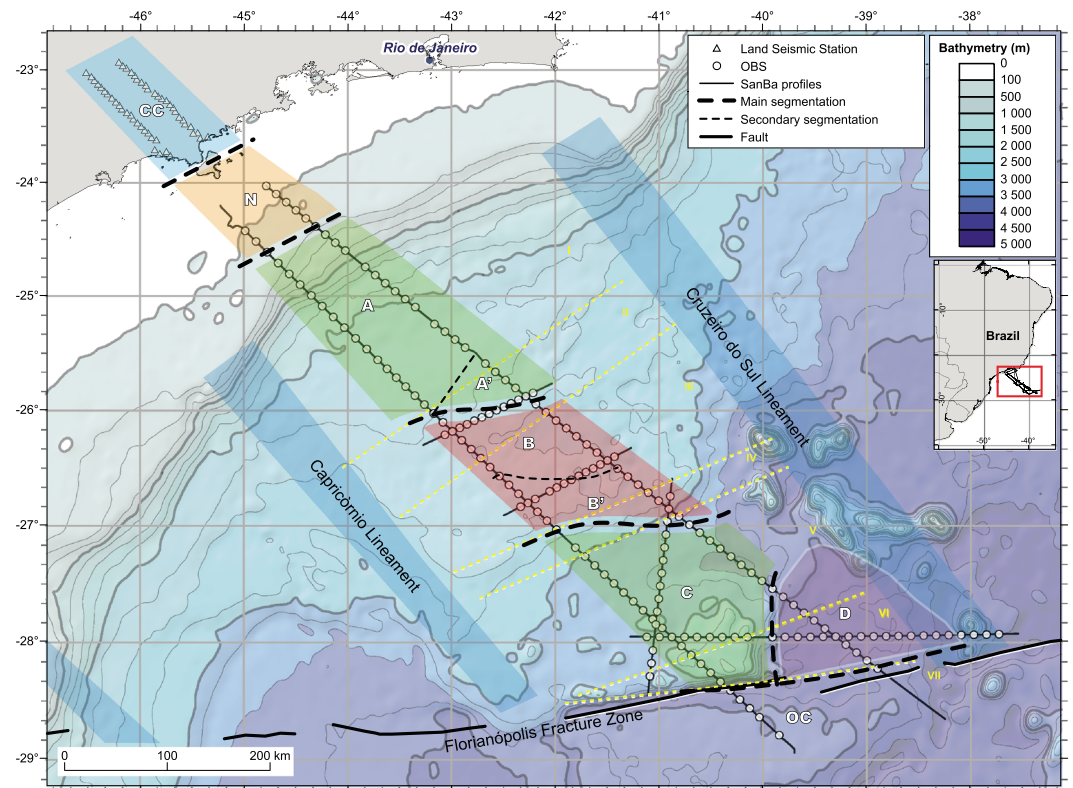 -46
-45
-44
-43
-42
-41
-40
-39
-38
-23°
-24°
-25°
-26°
-27°
-28°
-29°
Rio de Janeiro
Land Seismic Station
OBS
SanBa profiles
Main segmentation
Secondary segmentation
Fault
Bathymetry (m)
0
100
500
1 000
1 500
2 000
2 500
3 000
3 500
4 000
4 500
5 000
CC
N
A
A'
B
B'
C
D
OC
I
II
III
IV
V
VI
VII
Cruzeiro do Sul Lineament
Capricòrnio Lineament
Florianópolis Fracture Zone
Brazil
-10°
-30°
-50°
-40°
0 100 200 km